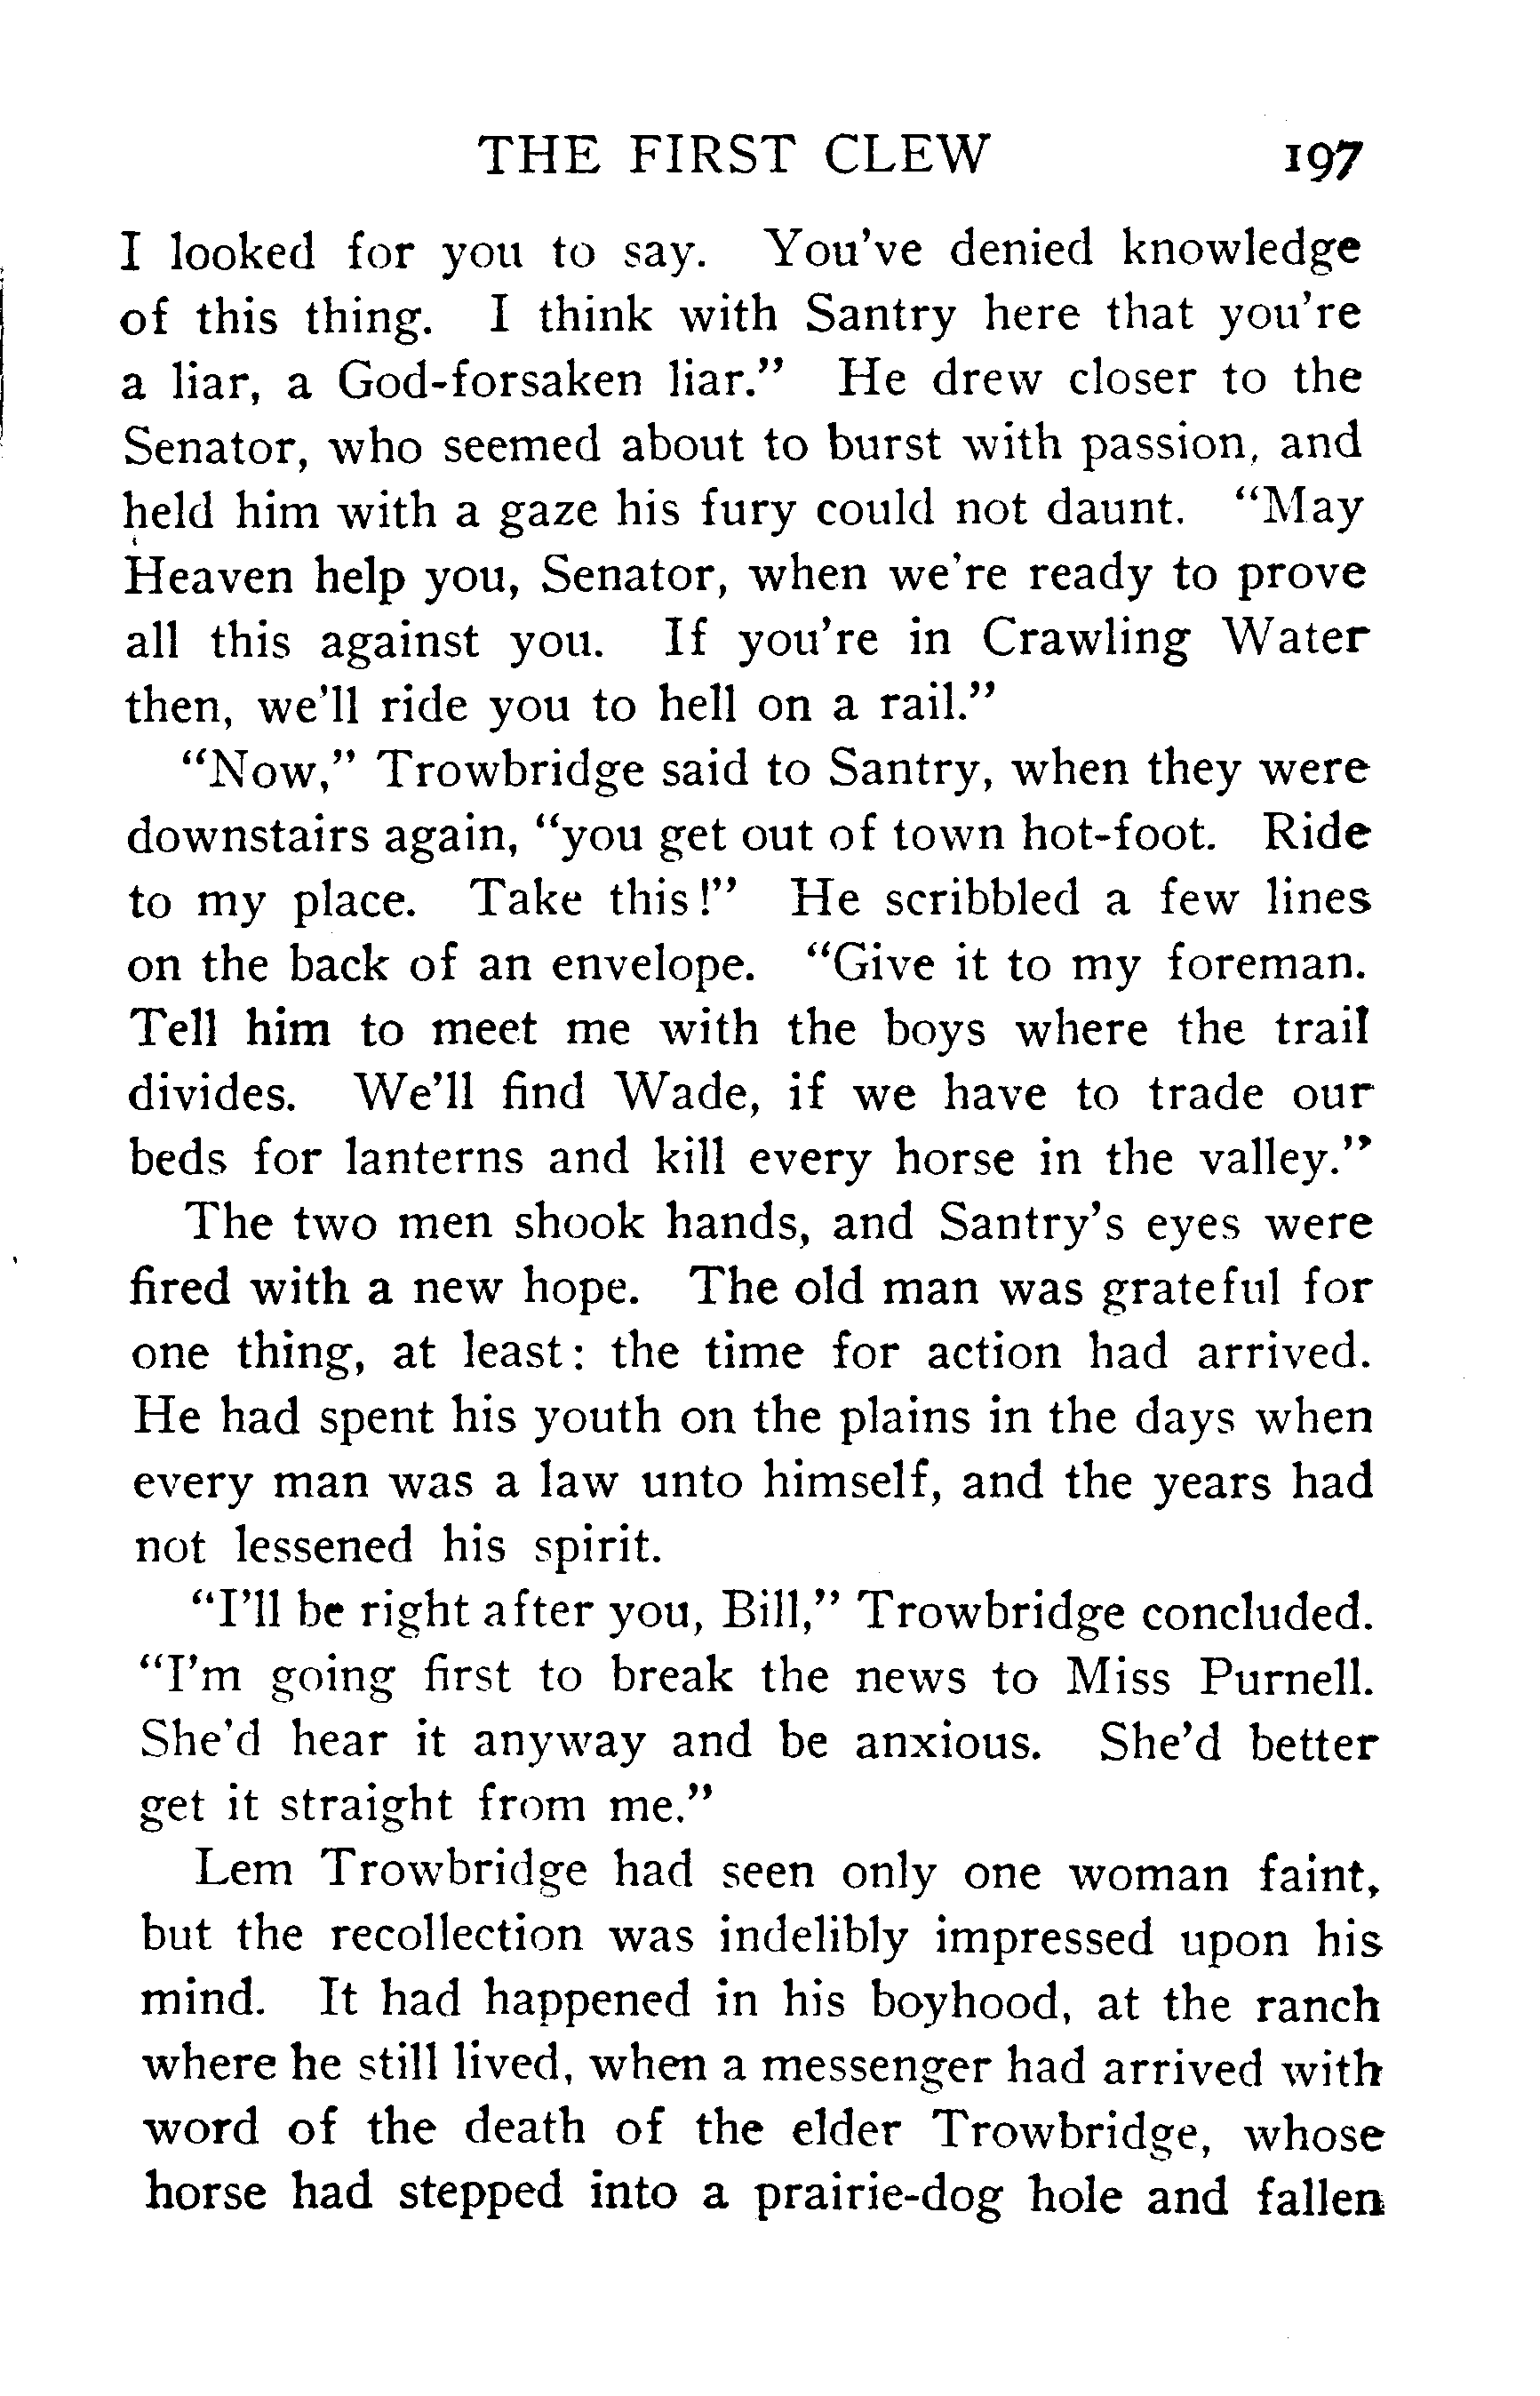 THE FIRST CLEW 197
I looked for you to say. You've denied knowledge
of this thing. I think with Santry here that you're
a liar, a God-forsaken liar." He drew closer to the
Senator, who seemed about to burst with passion, and
held him with a gaze his fury could not daunt. "May
Heaven help you, Senator, when we're ready to prove
all this against you. If you're in Crawling Water
then, we'll ride you to hell on a rail."
"Now," Trowbridge said to Santry, when they were
downstairs again, "you get out of town hot-foot. Ride
to my place. Take this!" He scribbled a few lines
on the back of an envelope. "Give it to my foreman.
Tell him to meet me with the boys where the trail
divides. We'll find Wade, if we have to trade our
beds for lanterns and kill every horse in the valley."
The two men shook hands, and Santry's eyes were
fired with a new hope. The old man was grateful for
one thing, at least: the time for action had arrived.
He had spent his youth on the plains in the days when
every man was a law unto himself, and the years had
not lessened his spirit.
"I'll be right after you, Bill," Trowbridge concluded.
"I'm going first to break the news to Miss Purnell.
She'd hear it anyway and be anxious. She'd better
get it straight from me."
Lem Trowbridge had seen only one woman faint,
but the recollection was indelibly impressed upon his
mind. It had happened in his boyhood, at the ranch
where he still lived, when a messenger had arrived with
word of the death of the elder Trowbridge, whose
horse had stepped into a prairie-dog hole and fallen